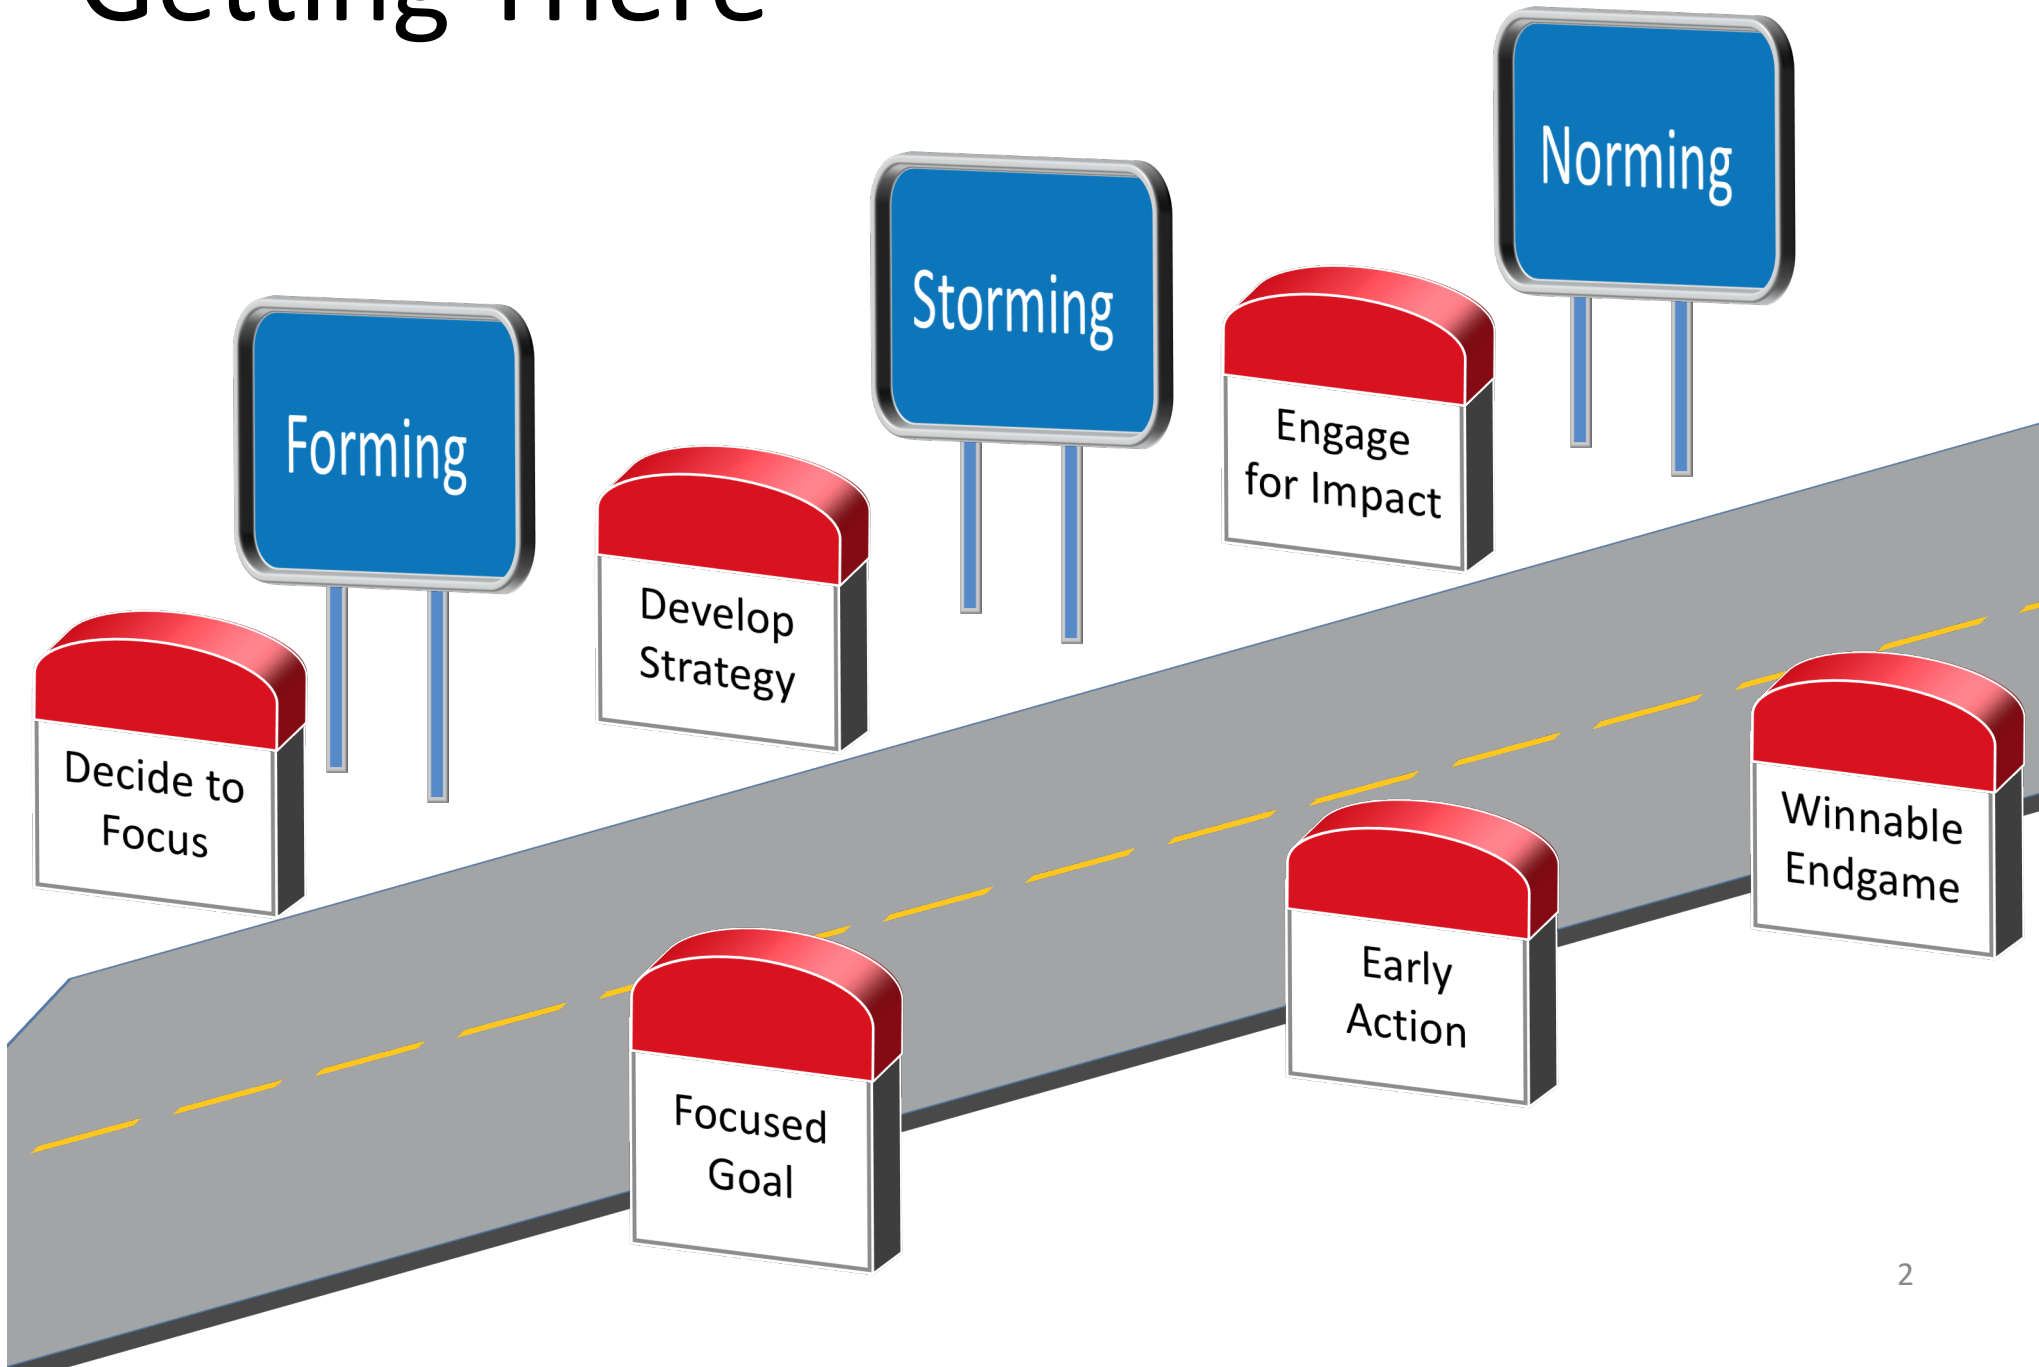 Getting There
Norming
Storming
Forming
Engage
for Impact
Develop
Strategy
Decide to
Focus
Winnable
Endgame
Early
Action
Focused
Goal
2